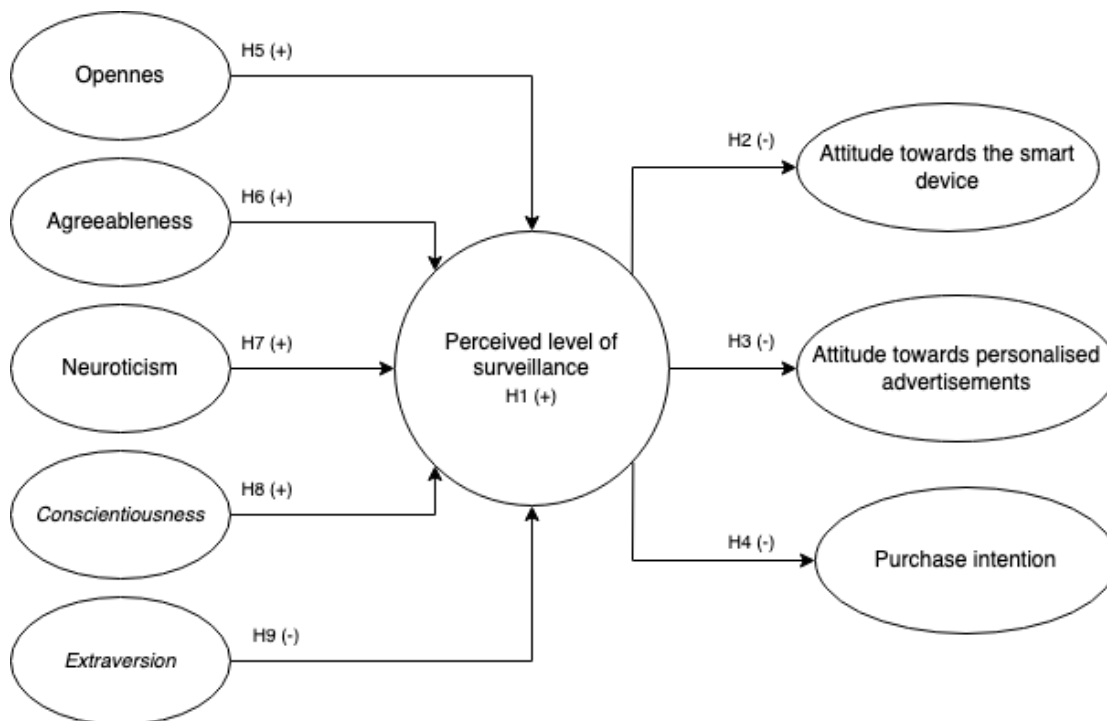 Opennes
H5 (+)
Agreeableness
H6 (+)
Neuroticism
H7 (+)
Conscientiousness
H8 (+)
Extraversion
H9 (-)
Perceived level of
surveillance
H1 (+)
H2 (-)
Attitude towards the smart
device
H3 (-)
Attitude towards personalised
advertisements
H4 (-)
Purchase intention